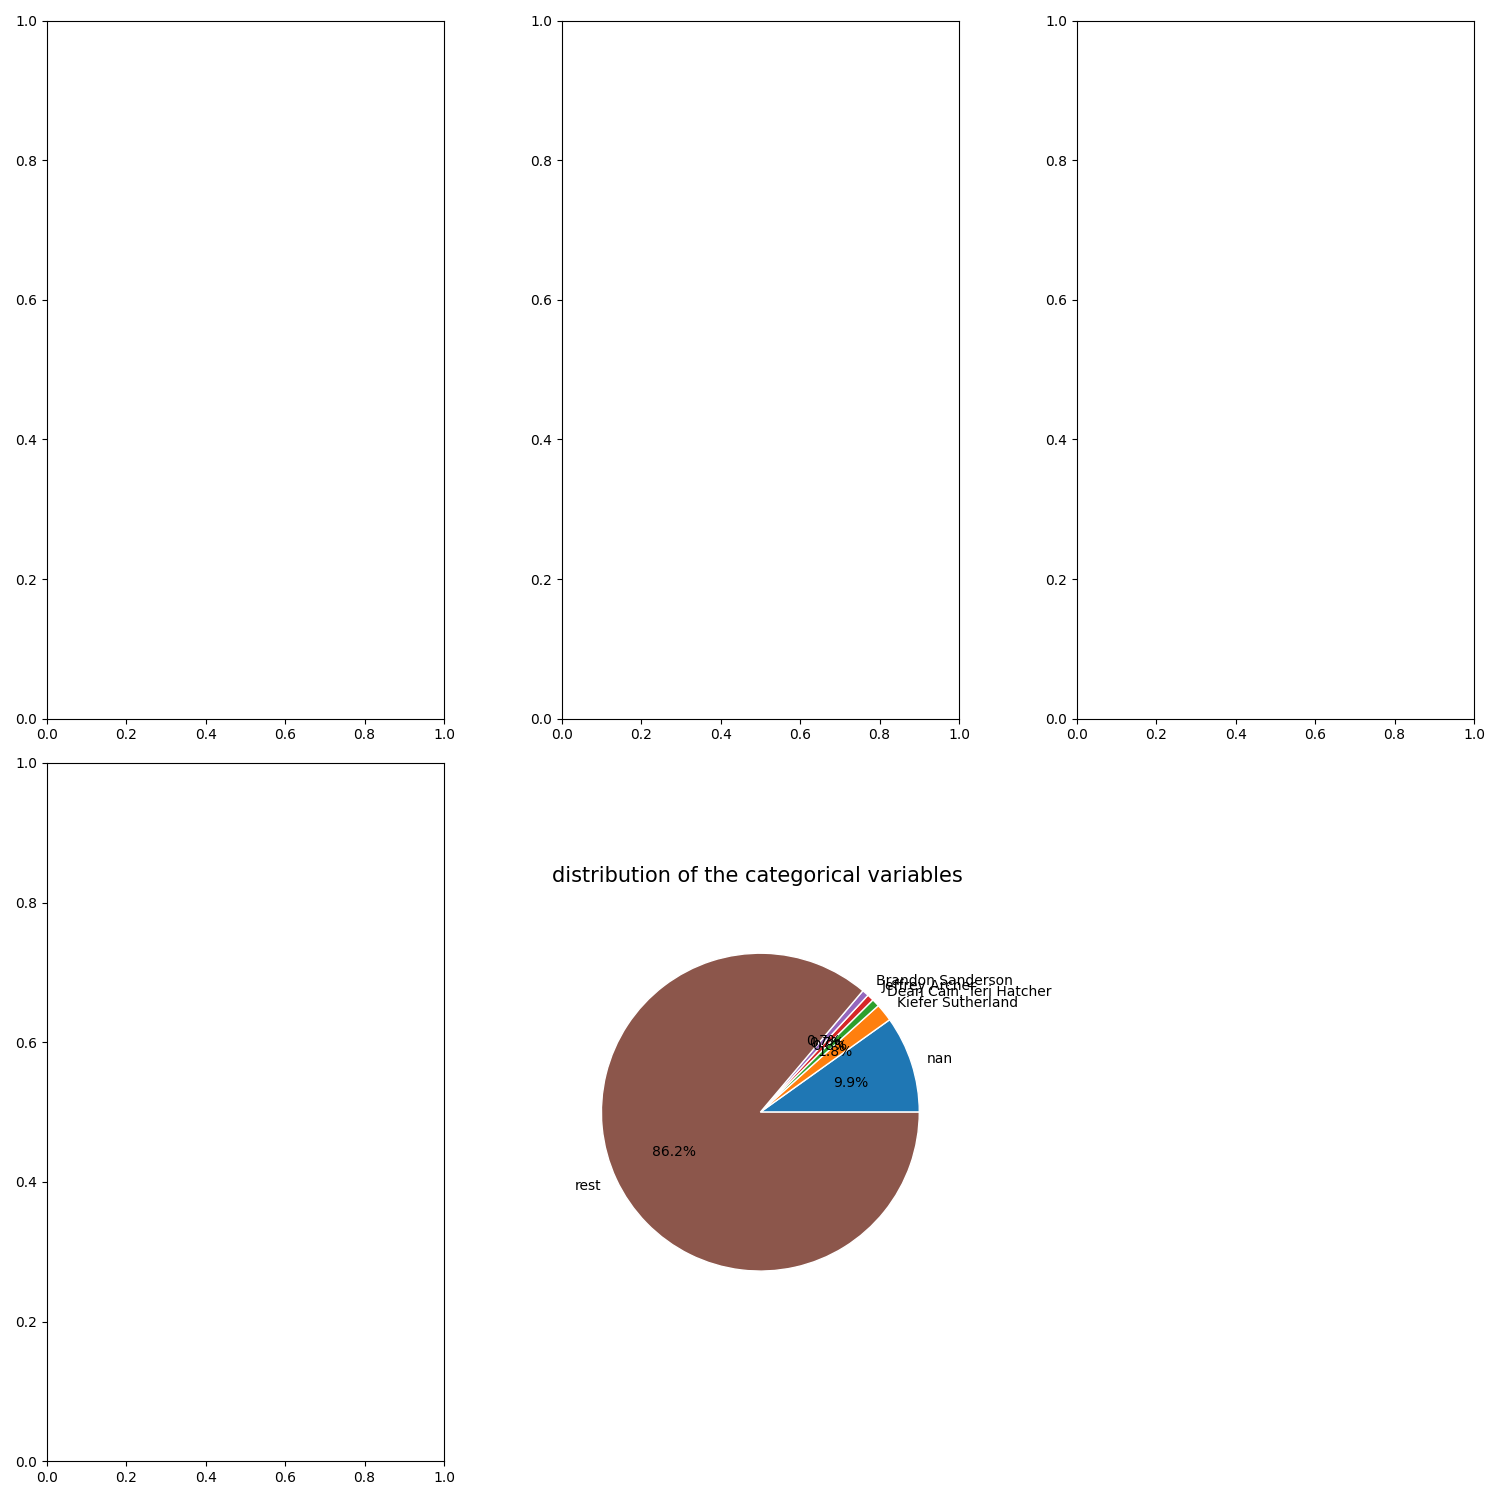 1.0
0.8
0.6
0.4
0.2
0.0
0.0 0.2 0.4 0.6 0.8 1.0
1.0
0.8
0.6
0.4
0.2
0.0
0.0 0.2 0.4 0.6 0.8 1.0
1.0
0.8
0.6
0.4
0.2
0.0
0.0 0.2 0.4 0.6 0.8 1.0
1.0
0.8
0.6
0.4
0.2
0.0
0.0 0.2 0.4 0.6 0.8 1.0
distribution of the categorical variables
Brandon Sanderson
Jeffrey Archer
Dean Cain, Teri Hatcher
Kiefer Sutherland
nan
0.7%
1.8%
9.9%
86.2%
rest